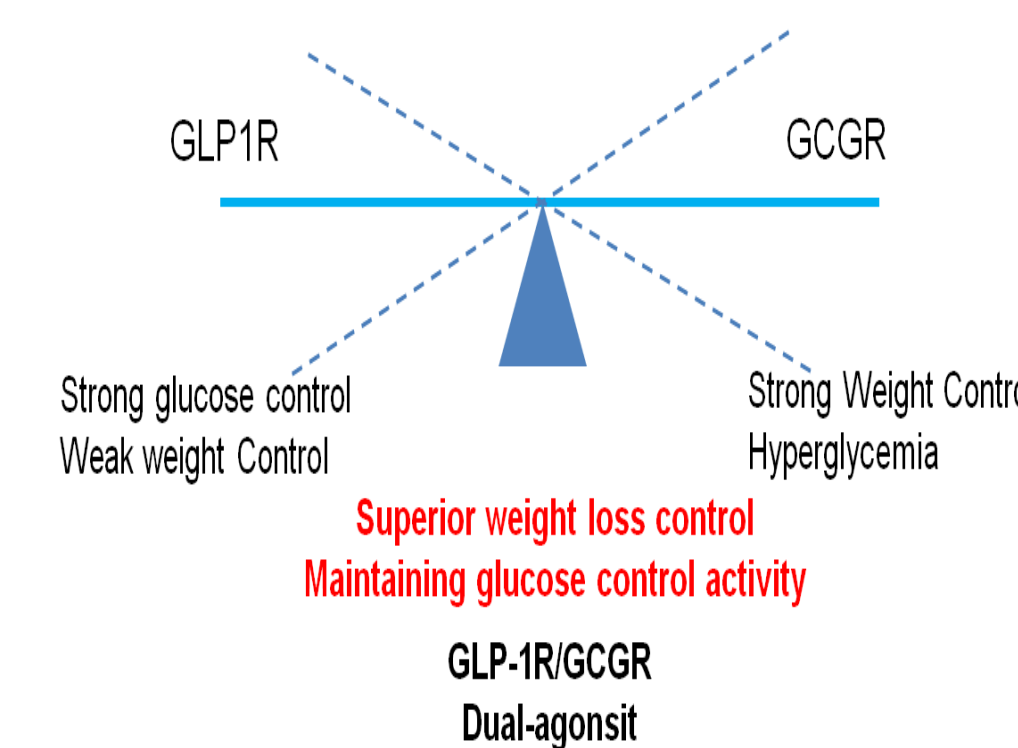 GLP1R
GCGR
Strong glucose control
Weak weight Control
Strong Weight Contro
Hyperglycemia
Superior weight loss control
Maintaining glucose control activity
GLP-1R/GCGR
Dual-agonsit